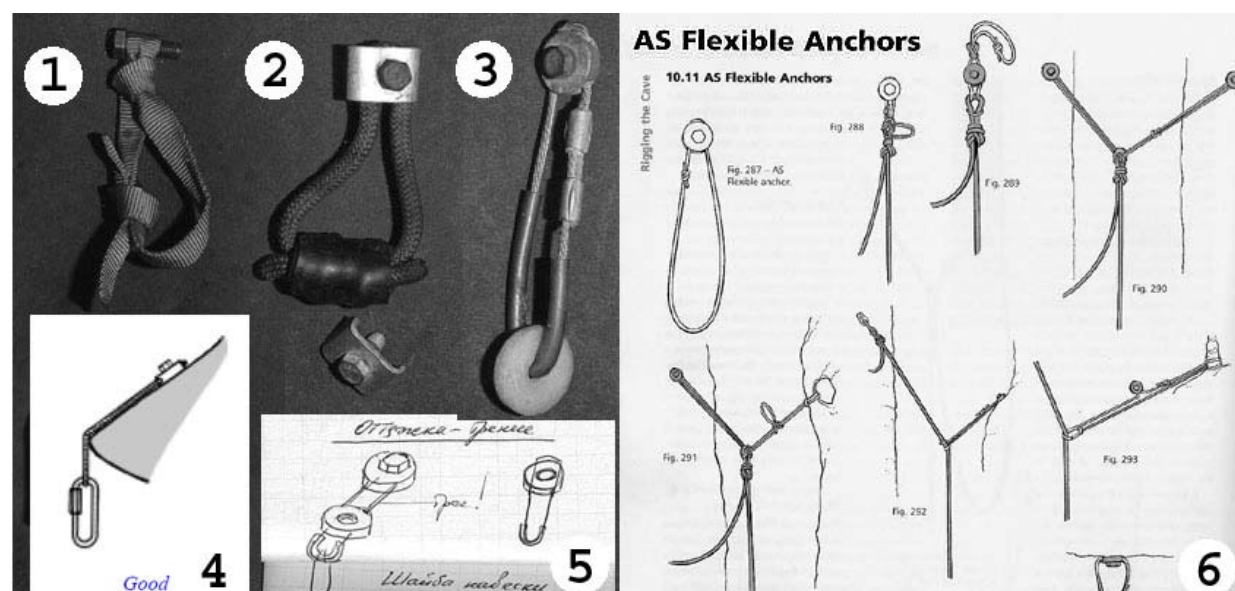 1
2
3
AS Flexible Anchors
Rigging the Cave
10.11 AS Flexible Anchors
Fig. 287 – AS
Flexible anchor.
Fig. 288
Fig. 289
Fig. 290
Good
4
Оттяжка-Трение
Трос!
Шайба навески
5
Fig. 291
Fig. 292
Fig. 293
6